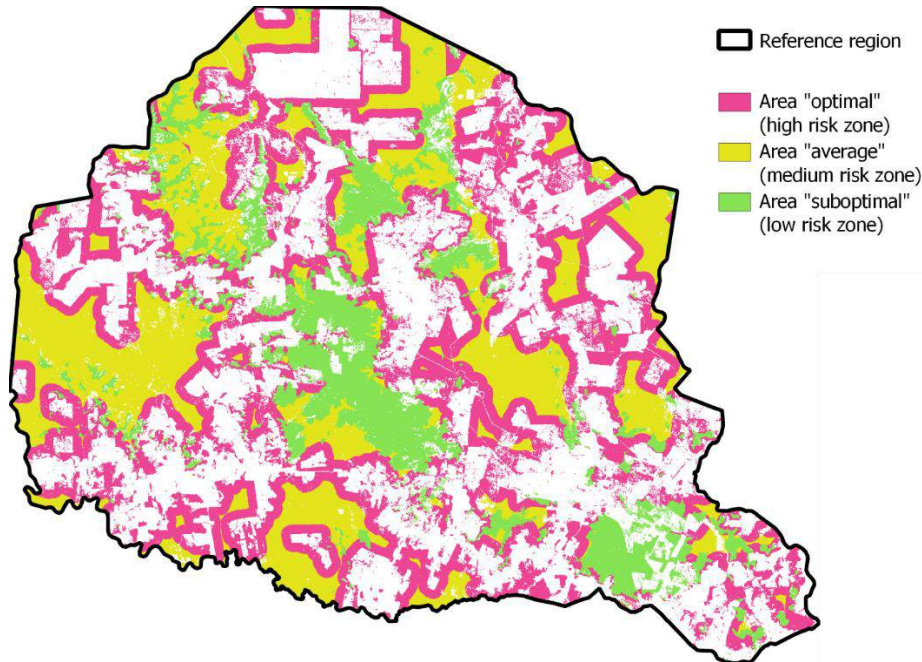 Reference region
Area "optimal"
(high risk zone)
Area "average"
(medium risk zone)
Area "suboptimal"
(low risk zone)